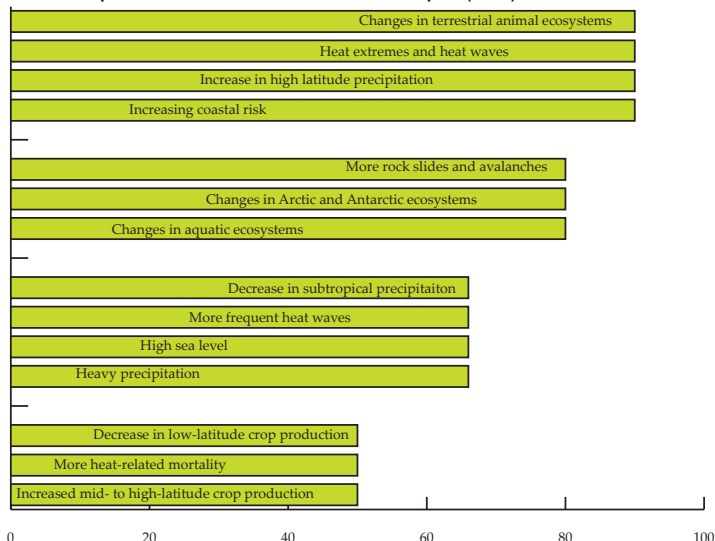 Changes in terrestrial animal ecosystems
Heat extremes and heat waves
Increase in high latitude precipitation
Increasing coastal risk
More rock slides and avalanches
Changes in Arctic and Antarctic ecosystems
Changes in aquatic ecosystems
Decrease in subtropical precipitaiton
More frequent heat waves
High sea level
Heavy precipitation
Decrease in low-latitude crop production
More heat-related mortality
Increased mid- to high-latitude crop production
0 20 40 60 80 100